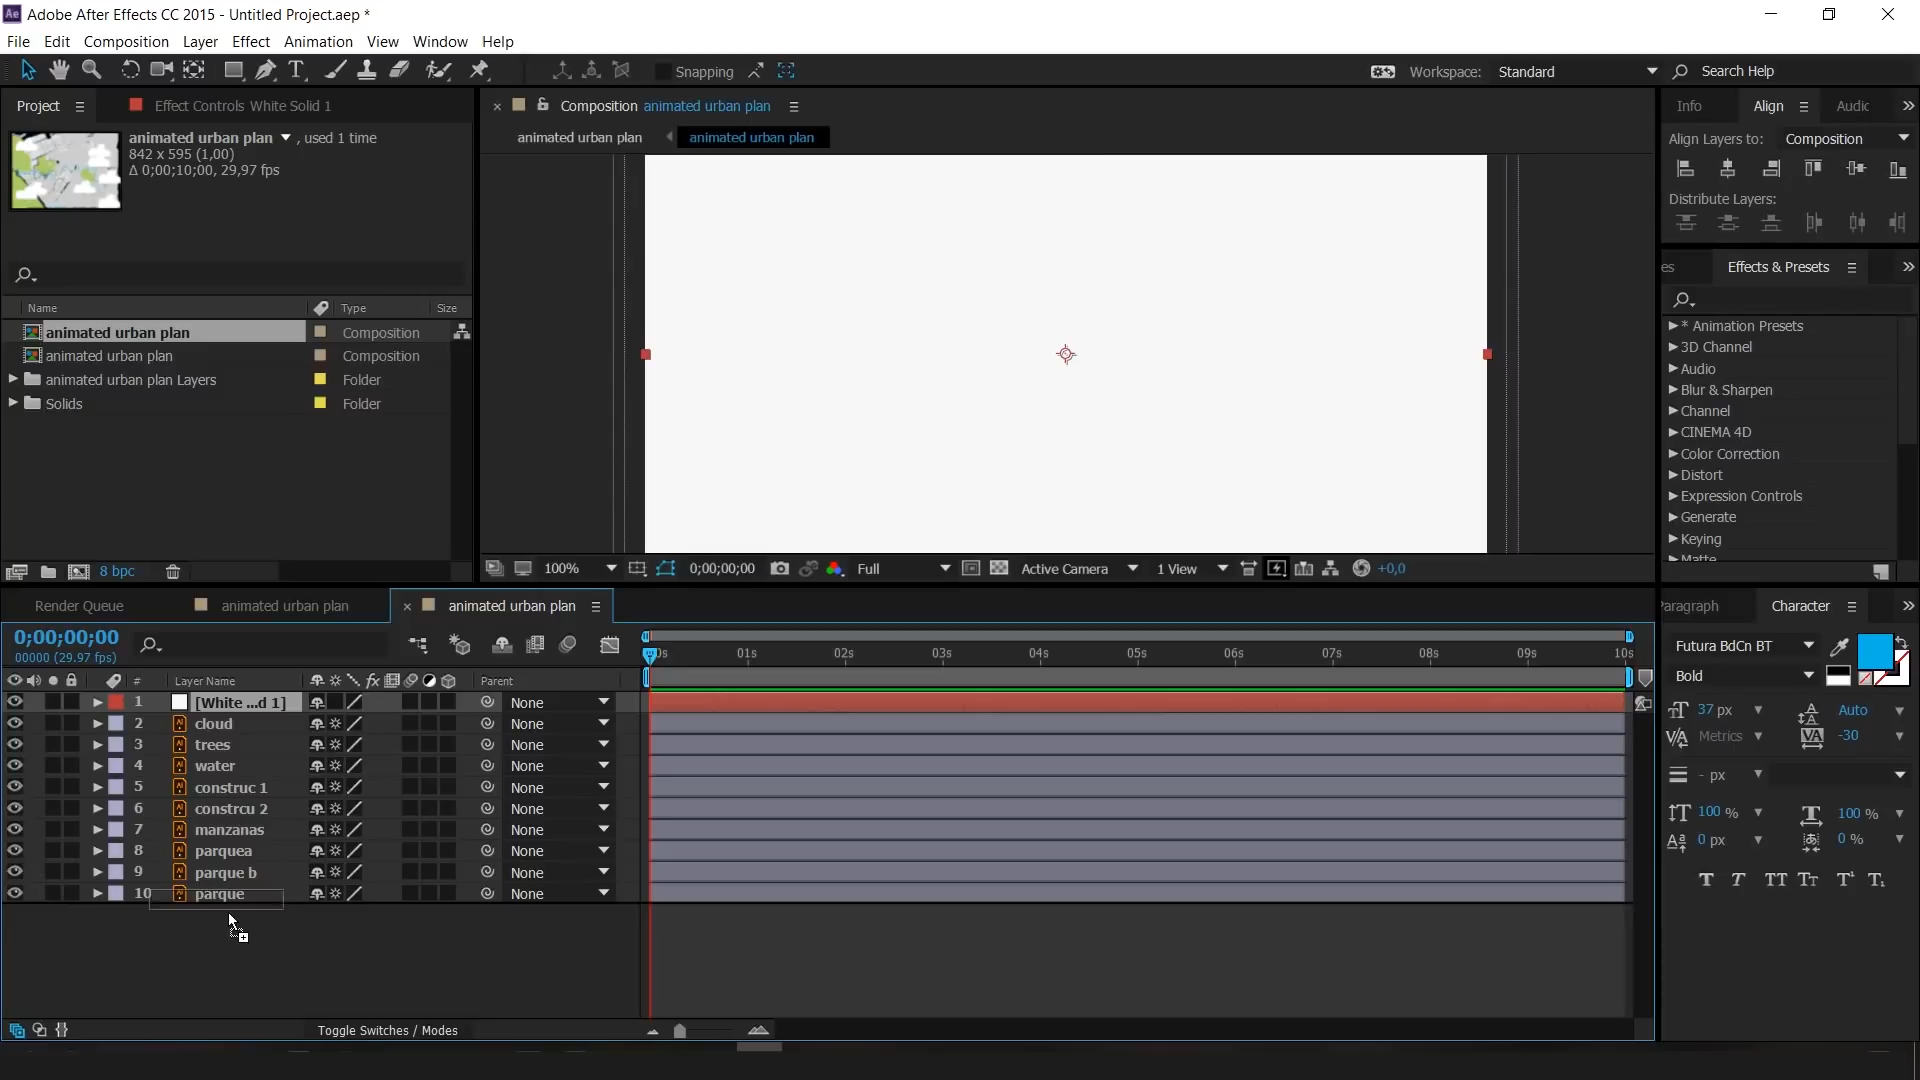 Adobe After Effects CC 2015 - Untitled Project.aep *
File Edit Composition Layer Effect Animation View Window Help
Snapping
Workspace: Standard Search Help
Project Effect Controls White Solid 1
animated urban plan , used 1 time
842 x 595 (1,00)
Δ 0;00;10;00, 29,97 fps
Name Type Size
animated urban plan Composition
animated urban plan Composition
animated urban plan Layers Folder
Solids Folder
8 bpc
Composition animated urban plan
animated urban plan animated urban plan
100% 0;00;00;00 Full Active Camera 1 View +0,0
Info Align Audic
Align Layers to: Composition
Distribute Layers:
es Effects & Presets
* Animation Presets
3D Channel
Audio
Blur & Sharpen
Channel
CINEMA 4D
Color Correction
Distort
Expression Controls
Generate
Keying
Matte
Render Queue animated urban plan animated urban plan
0;00;00;00
00000 (29.97 fps)
0s 01s 02s 03s 04s 05s 06s 07s 08s 09s 10s
# Layer Name Parent
1 [White ...d 1] None
2 cloud None
3 trees None
4 water None
5 construc 1 None
6 constrcu 2 None
7 manzanas None
8 parquea None
9 parque b None
10 parque None
Toggle Switches / Modes
Paragraph Character
Futura BdCn BT
Bold
37 px Auto
Metrics -30
- px
100 % 100 %
0 px 0 %
T T TT Tt T¹ T₁